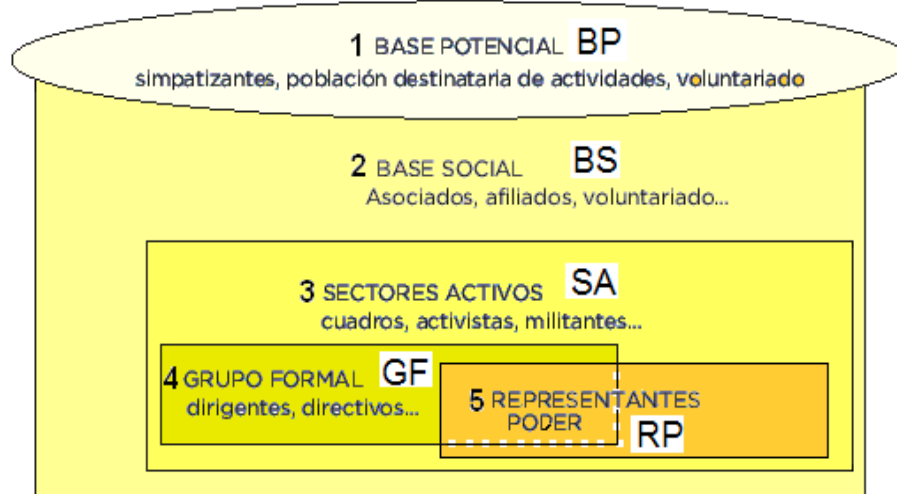 1 BASE POTENCIAL BP
simpatizantes, población destinataria de actividades, voluntariado
2 BASE SOCIAL BS
Asociados, afiliados, voluntariado...
3 SECTORES ACTIVOS SA
cuadros, activistas, militantes...
4 GRUPO FORMAL GF
dirigentes, directivos...
5 REPRESENTANTES
PODER
RP